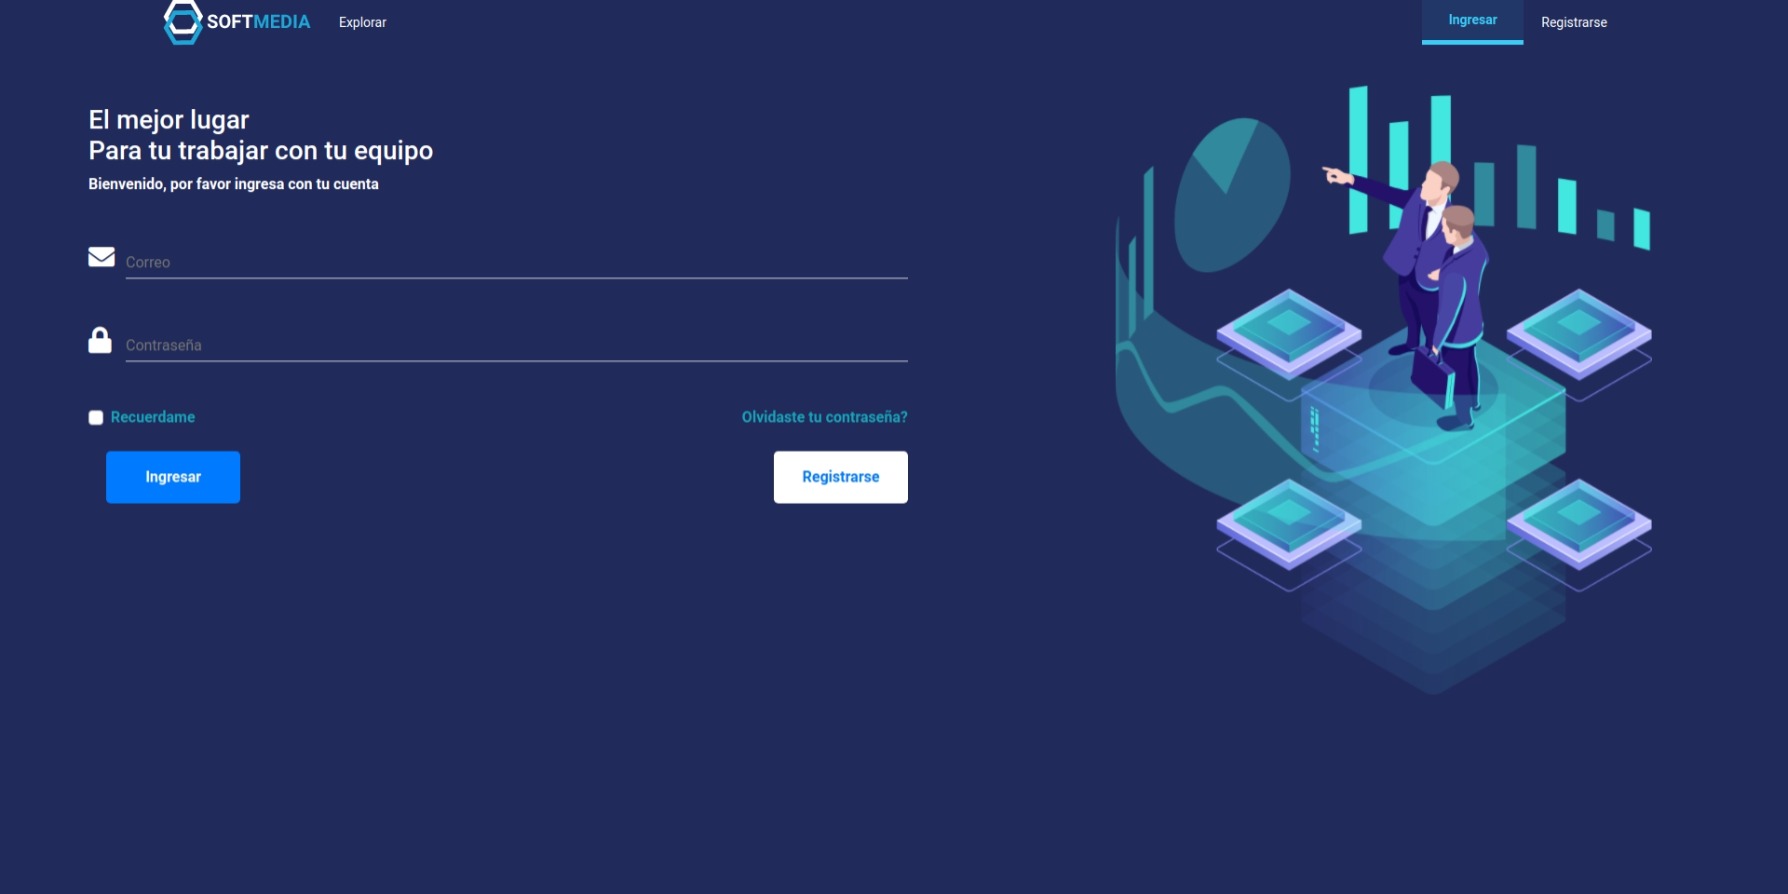 SOFTMEDIA
Explorar
Ingresar
Registrarse
El mejor lugar
Para tu trabajar con tu equipo
Bienvenido, por favor ingresa con tu cuenta
Correo
Contraseña
Recuerdame
Olvidaste tu contraseña?
Ingresar
Registrarse